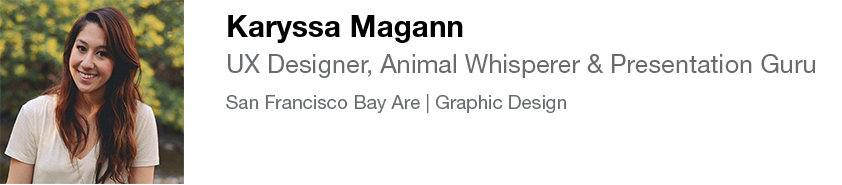 Karyssa Magann
UX Designer, Animal Whisperer & Presentation Guru
San Francisco Bay Are | Graphic Design